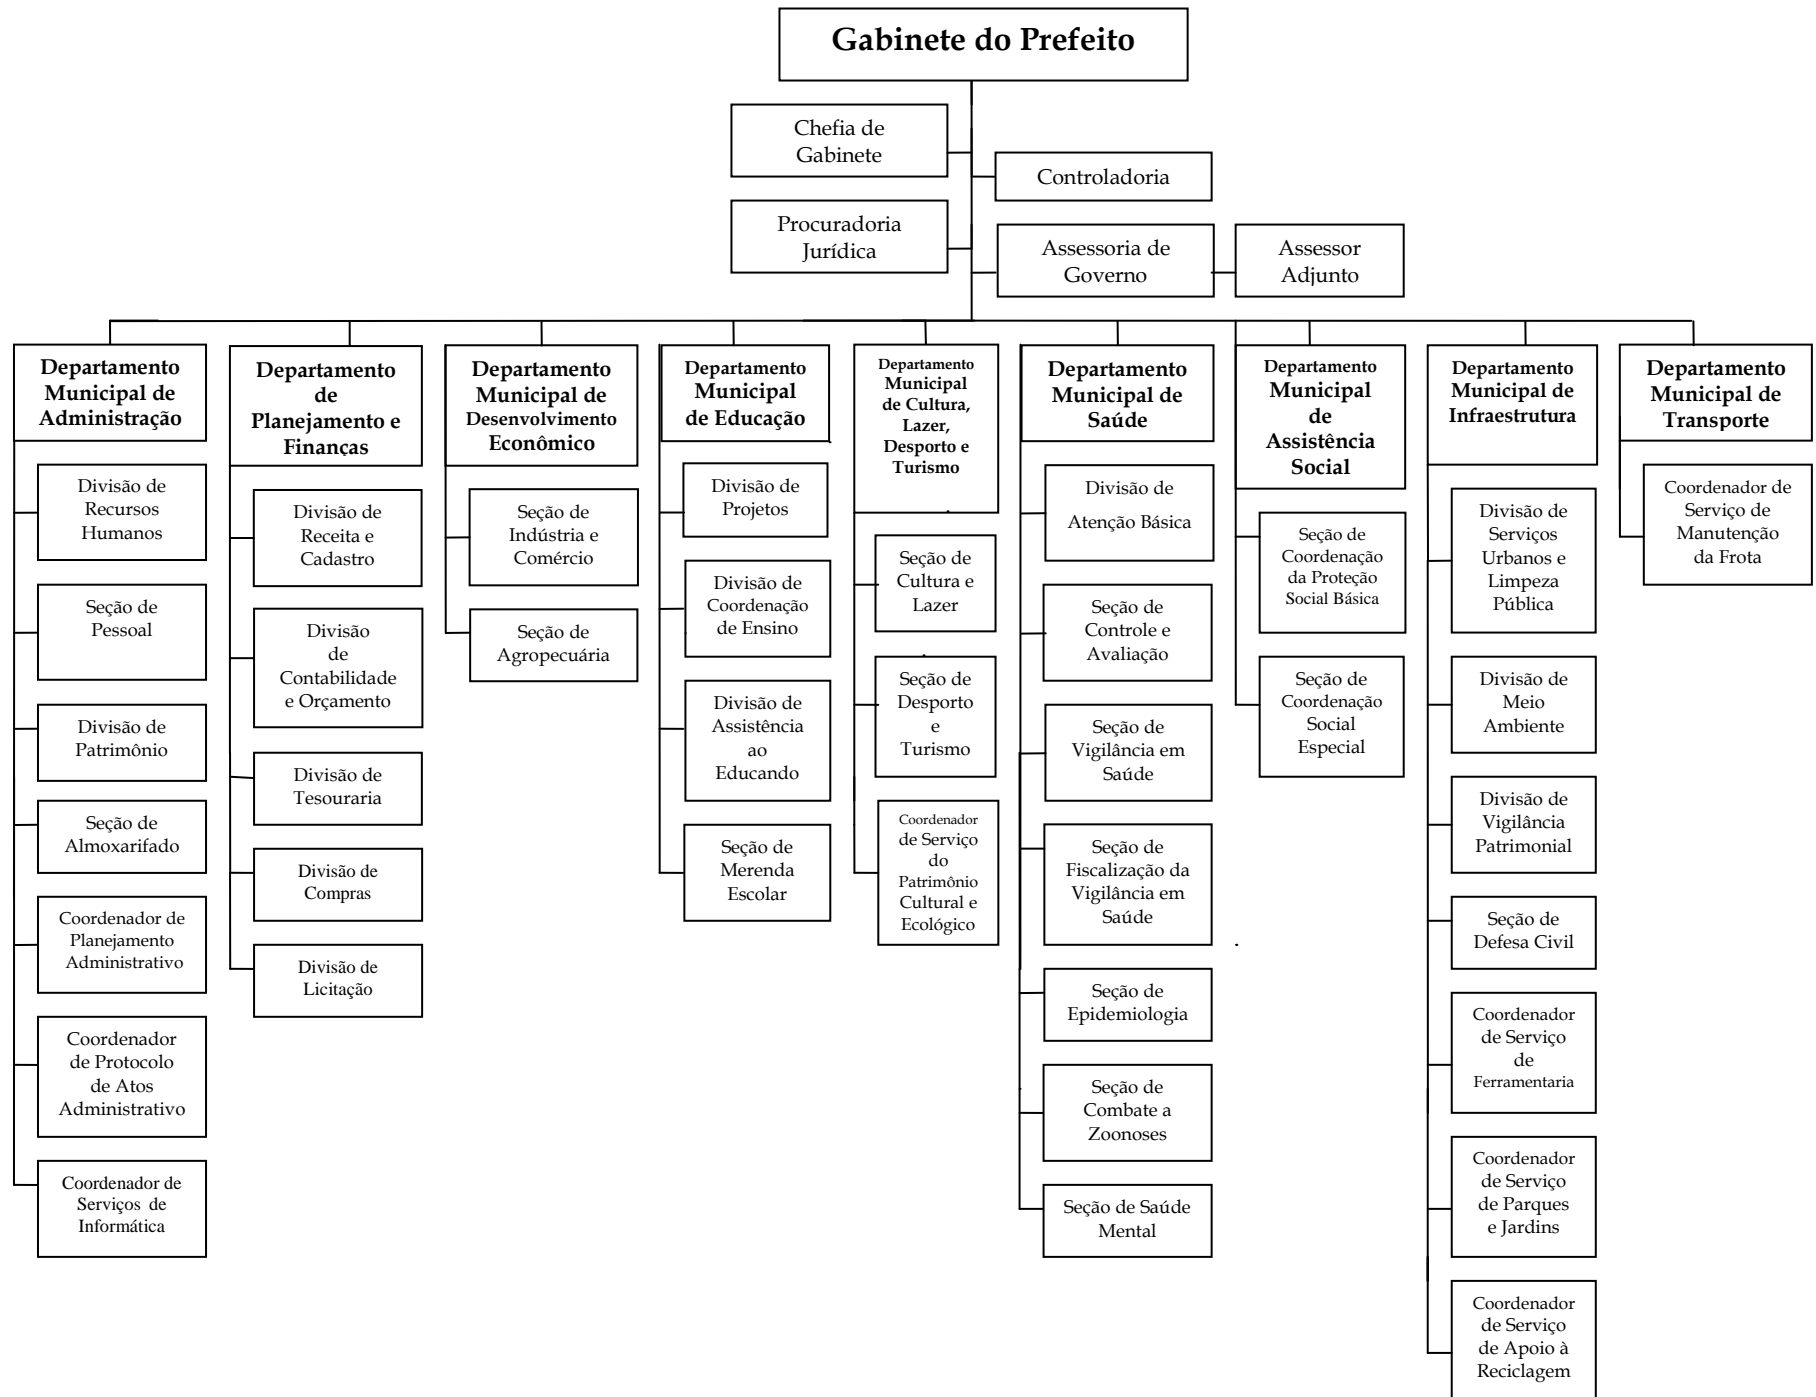 Gabinete do Prefeito
Chefia de
Gabinete
Controladoria
Procuradoria
Jurídica
Assessoria de
Governo
Assessor
Adjunto
Departamento
Municipal de
Administração
Divisão de
Recursos
Humanos
Seção de
Pessoal
Divisão de
Patrimônio
Seção de
Almoxarifado
Coordenador de
Planejamento
Administrativo
Coordenador
de Protocolo
de Atos
Administrativo
Coordenador de
Serviços de
Informática
Departamento
de
Planejamento e
Finanças
Divisão de
Receita e
Cadastro
Divisão
de
Contabilidade
e Orçamento
Divisão de
Tesouraria
Divisão de
Compras
Divisão de
Licitação
Departamento
Municipal de
Desenvolvimento
Econômico
Seção de
Indústria e
Comércio
Seção de
Agropecuária
Departamento
Municipal
de Educação
Divisão de
Projetos
Divisão de
Coordenação
de Ensino
Divisão de
Assistência
ao
Educando
Seção de
Merenda
Escolar
Departamento
Municipal
de Cultura,
Lazer,
Desporto e
Turismo
Seção de
Cultura e
Lazer
Seção de
Desporto
e
Turismo
Coordenador
de Serviço
do
Patrimônio
Cultural e
Ecológico
Departamento
Municipal de
Saúde
Divisão de
Atenção Básica
Seção de
Controle e
Avaliação
Seção de
Vigilância em
Saúde
Seção de
Fiscalização da
Vigilância em
Saúde
Seção de
Epidemiologia
Seção de
Combate a
Zoonoses
Seção de Saúde
Mental
Departamento
Municipal
de
Assistência
Social
Seção de
Coordenação
da Proteção
Social Básica
Seção de
Coordenação
Social
Especial
Departamento
Municipal de
Infraestrutura
Divisão de
Serviços
Urbanos e
Limpeza
Pública
Divisão de
Meio
Ambiente
Divisão de
Vigilância
Patrimonial
Seção de
Defesa Civil
Coordenador
de Serviço
de
Ferramentaria
Coordenador
de Serviço
de Parques
e Jardins
Coordenador
de Serviço
de Apoio à
Reciclagem
Departamento
Municipal de
Transporte
Coordenador de
Serviço de
Manutenção
da Frota